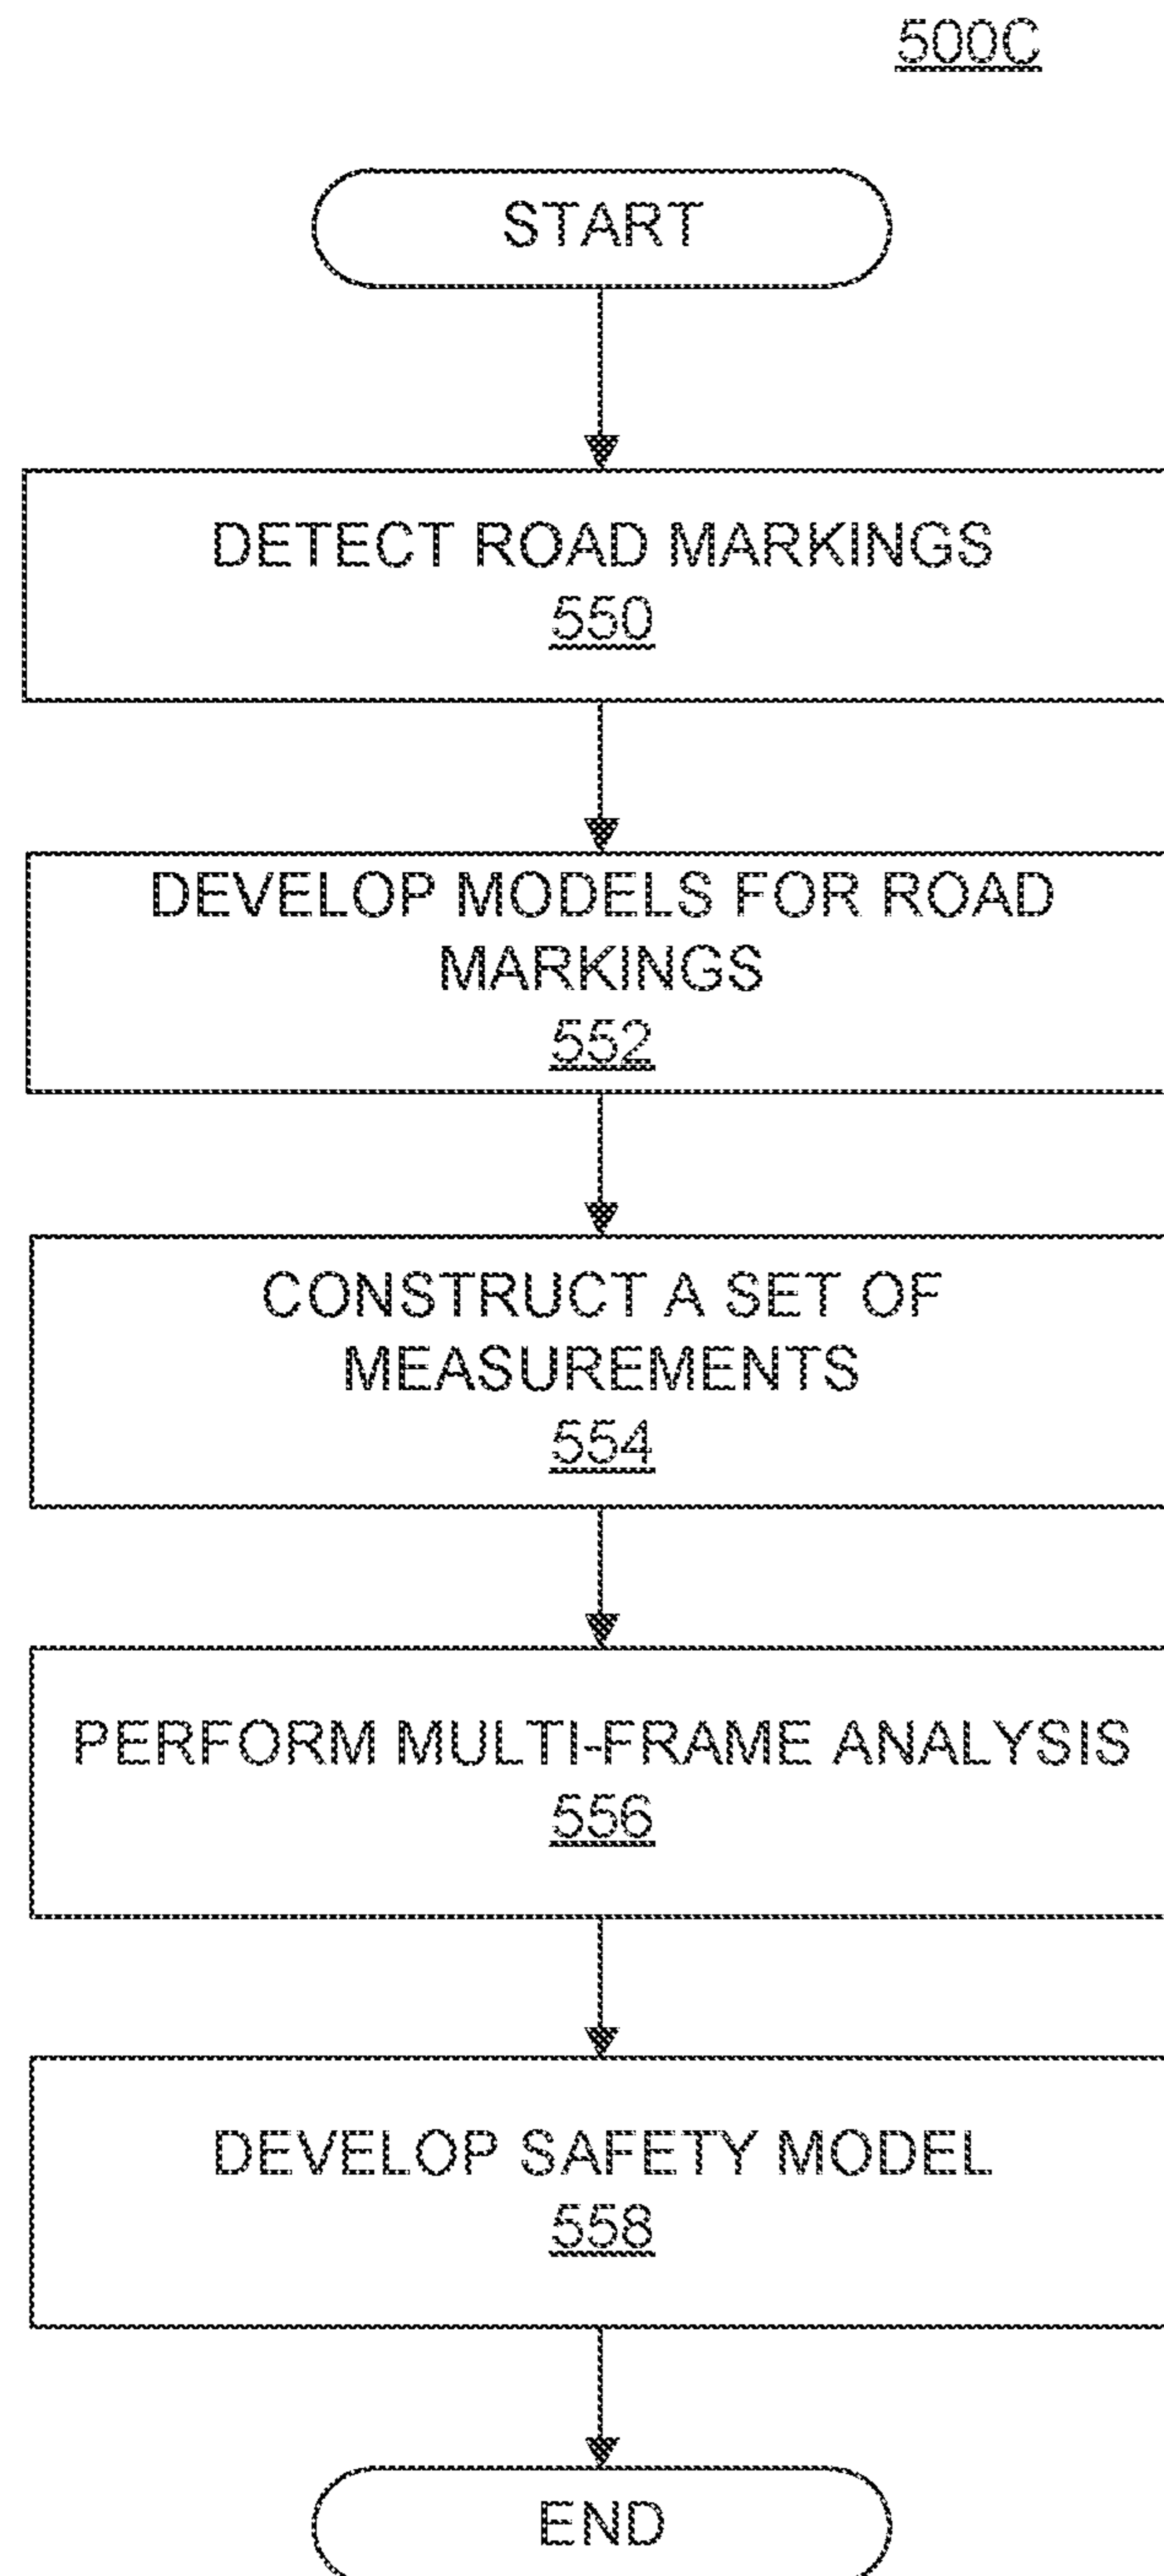 500C
START
DETECT ROAD MARKINGS
550
DEVELOP MODELS FOR ROAD
MARKINGS
552
CONSTRUCT A SET OF
MEASUREMENTS
554
PERFORM MULTI-FRAME ANALYSIS
556
DEVELOP SAFETY MODEL
558
END